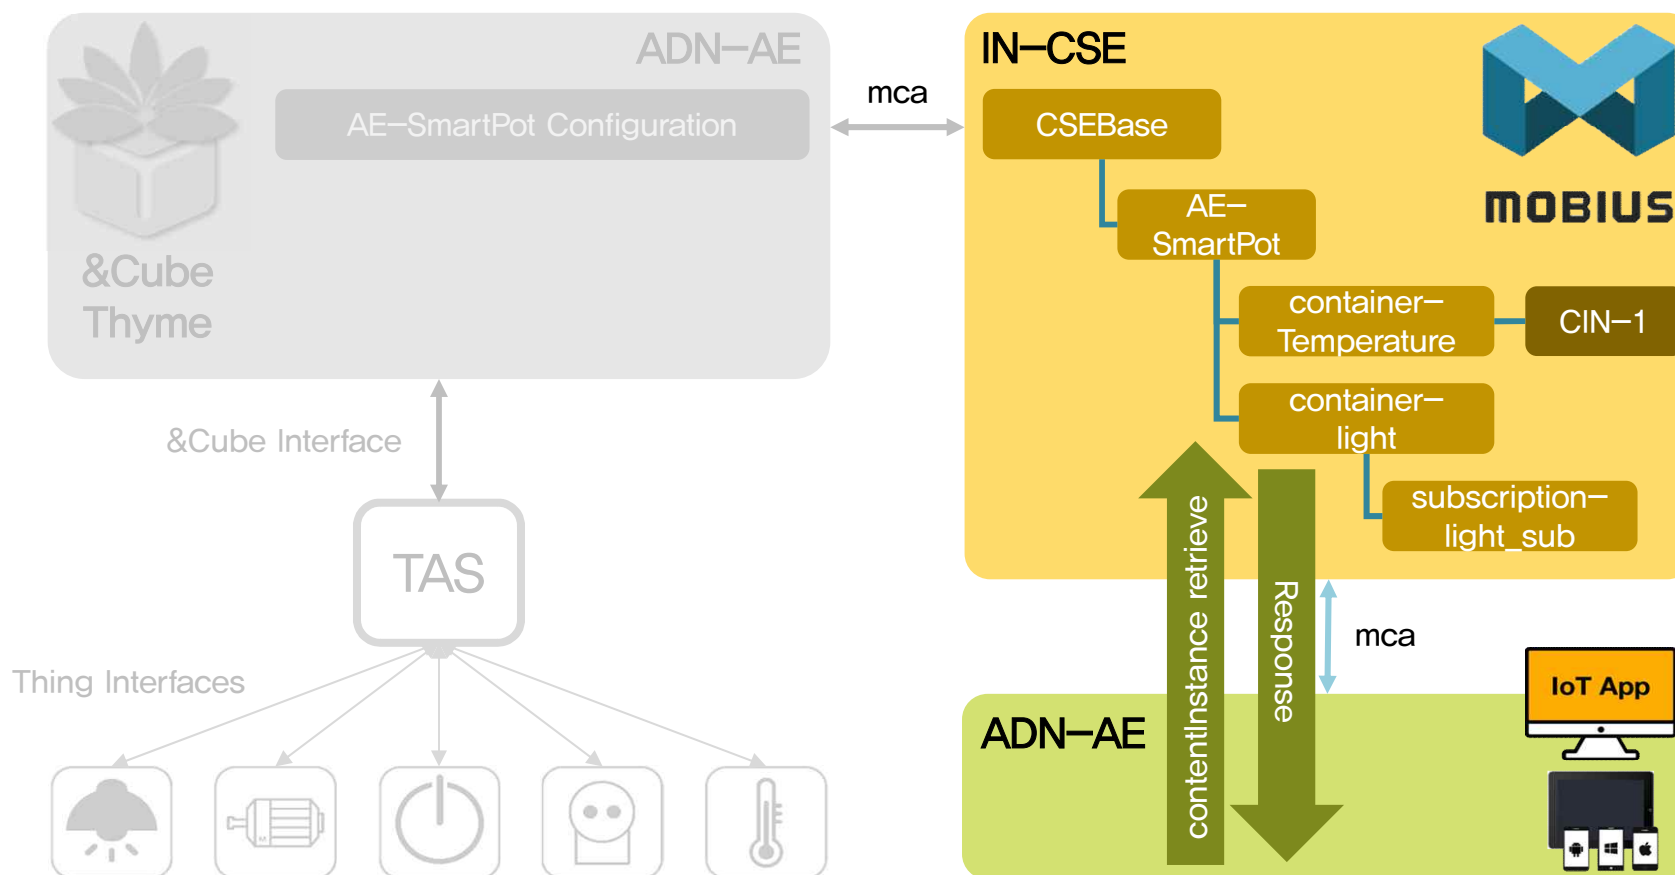 ADN–AE
AE–SmartPot Configuration
&Cube
Thyme
mca
IN–CSE
CSEBase
MOBIUS
AE–
SmartPot
container–
Temperature
CIN–1
container–
light
subscription–
light_sub
&Cube Interface
TAS
Thing Interfaces
contentInstance retrieve
Response
mca
ADN–AE
IoT App